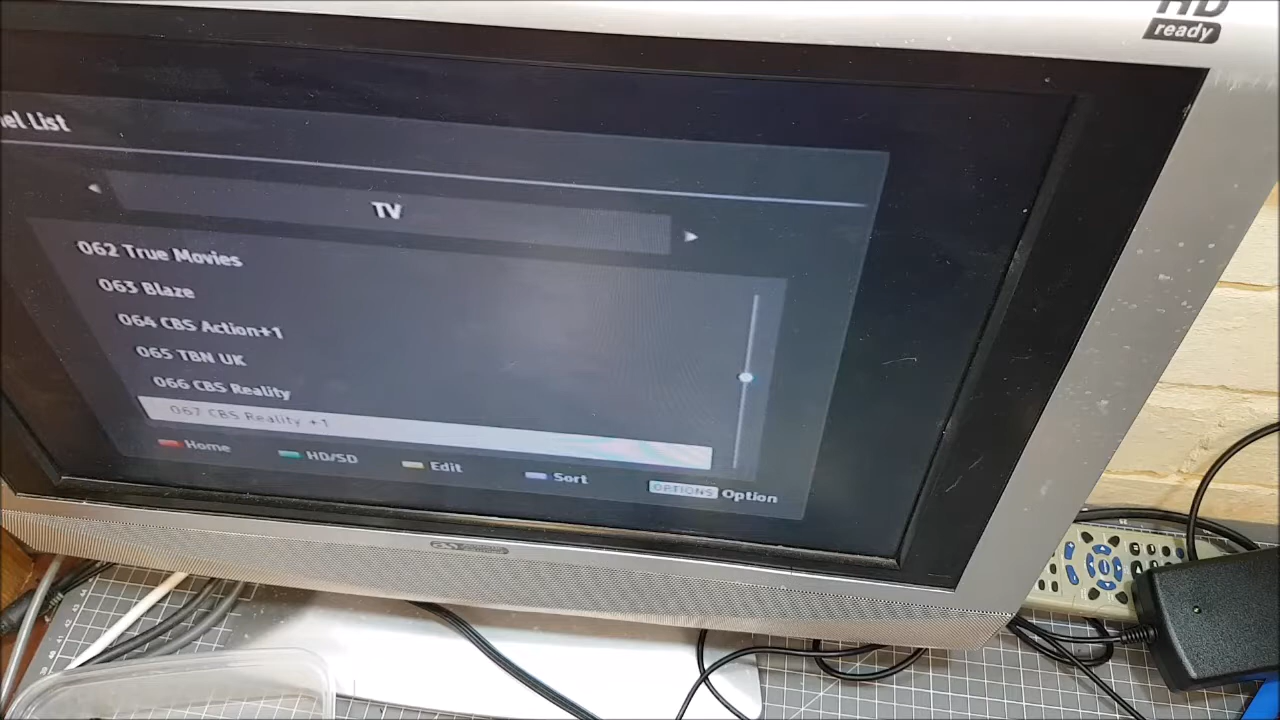 HD
ready
nel List
TV
062 True Movies
063 Blaze
064 CBS Action+1
065 TBN UK
066 CBS Reality
067 CBS Reality +1
Home HD/SD Edit Sort OPTIONS Option